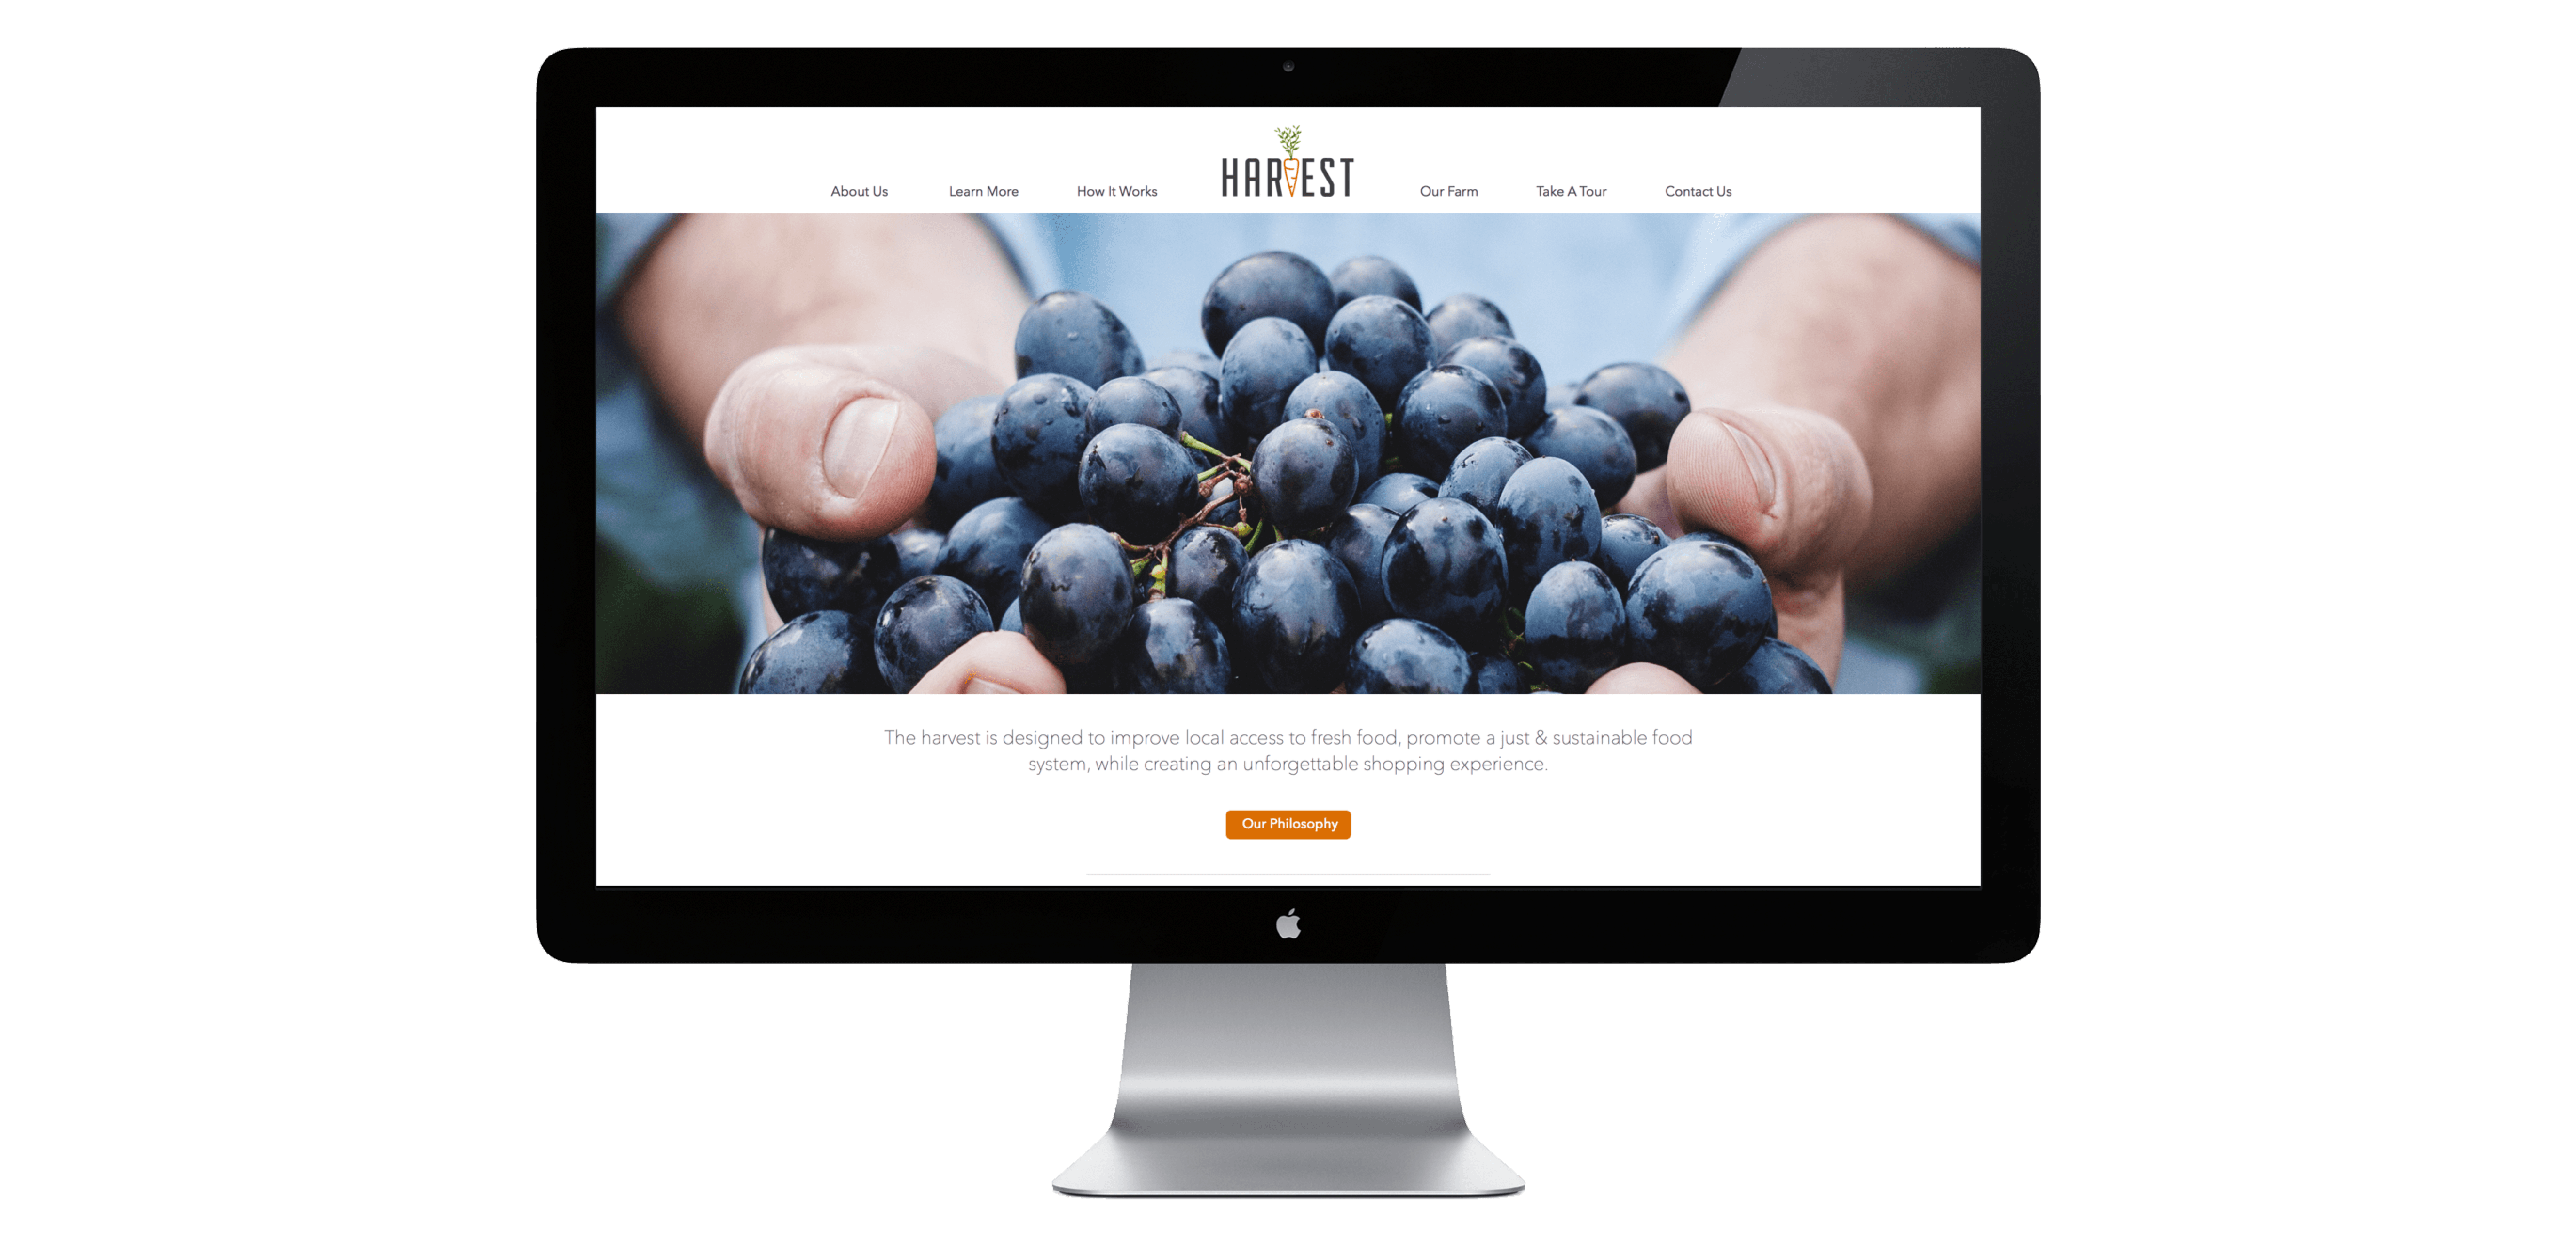 HARVEST
About Us
Learn More
How It Works
Our Farm
Take A Tour
Contact Us
The harvest is designed to improve local access to fresh food, promote a just & sustainable food
system, while creating an unforgettable shopping experience.
Our Philosophy